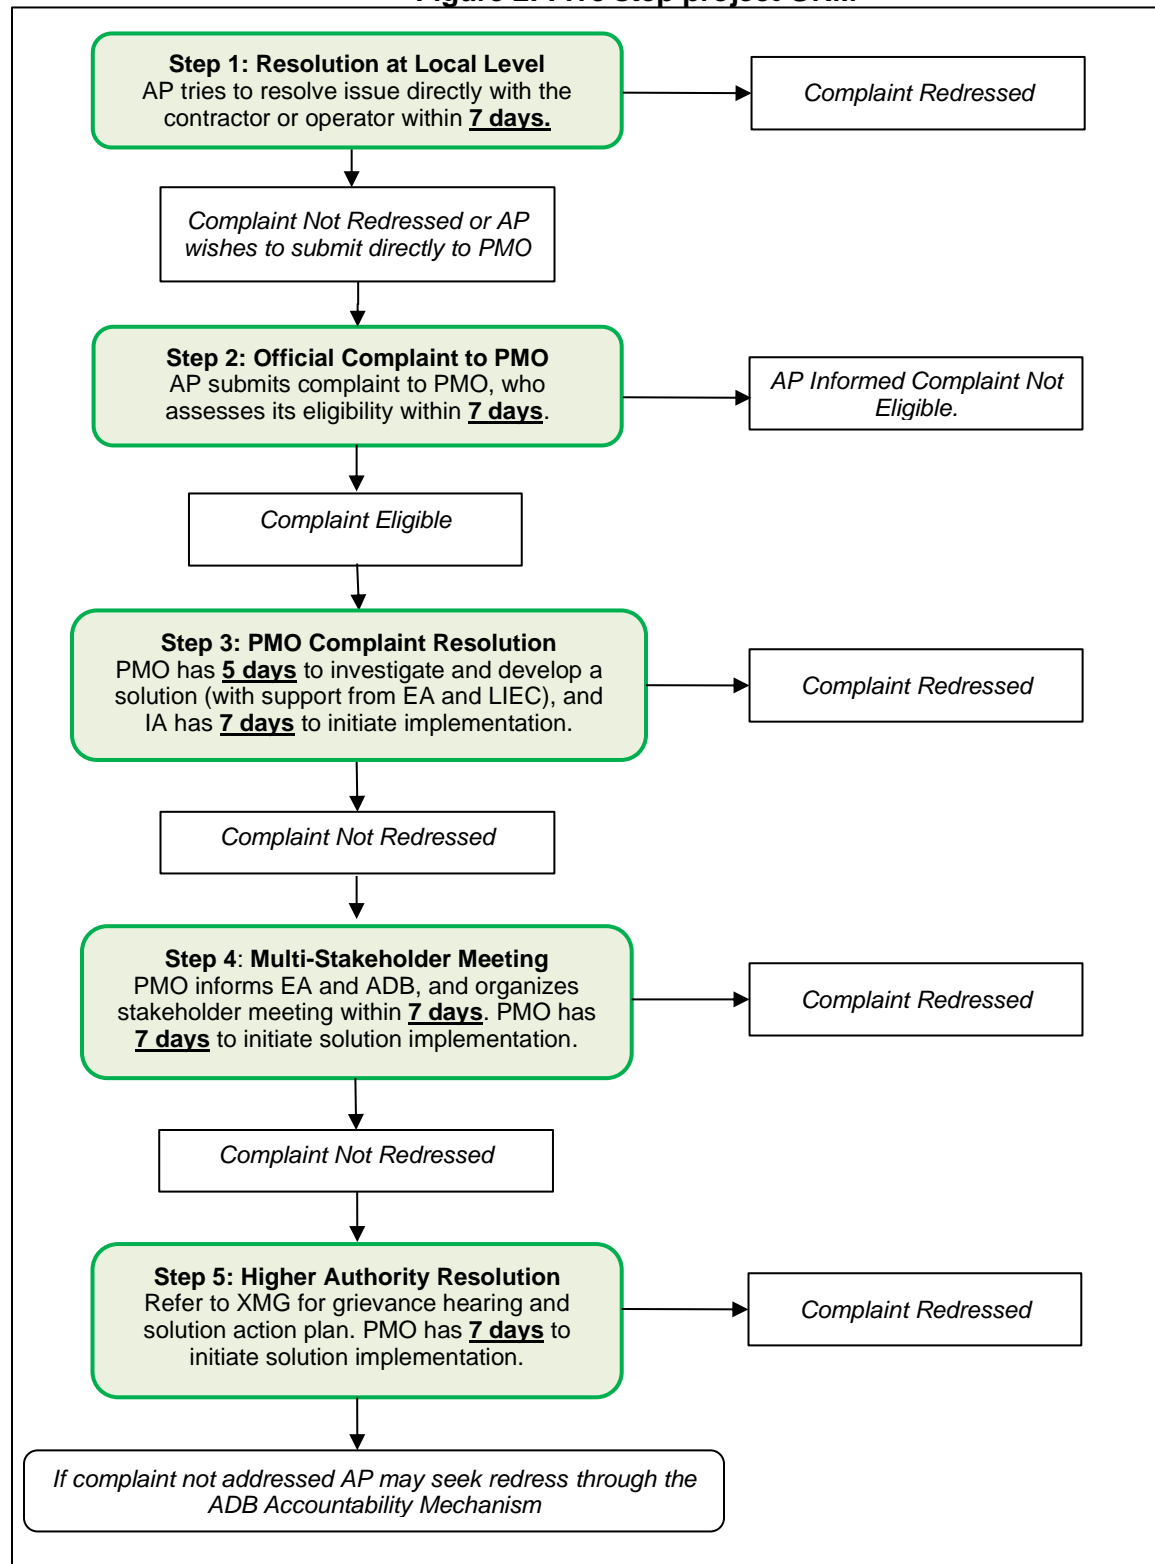 Step 1: Resolution at Local Level
AP tries to resolve issue directly with the
contractor or operator within 7 days.
Complaint Redressed
Complaint Not Redressed or AP
wishes to submit directly to PMO
Step 2: Official Complaint to PMO
AP submits complaint to PMO, who
assesses its eligibility within 7 days.
AP Informed Complaint Not
Eligible.
Complaint Eligible
Step 3: PMO Complaint Resolution
PMO has 5 days to investigate and develop a
solution (with support from EA and LIEC), and
IA has 7 days to initiate implementation.
Complaint Redressed
Complaint Not Redressed
Step 4: Multi-Stakeholder Meeting
PMO informs EA and ADB, and organizes
stakeholder meeting within 7 days. PMO has
7 days to initiate solution implementation.
Complaint Redressed
Complaint Not Redressed
Step 5: Higher Authority Resolution
Refer to XMG for grievance hearing and
solution action plan. PMO has 7 days to
initiate solution implementation.
Complaint Redressed
If complaint not addressed AP may seek redress through the
ADB Accountability Mechanism